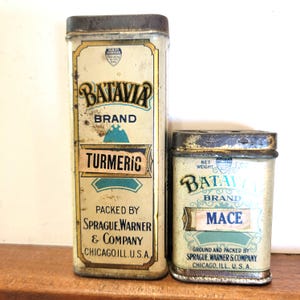 BATAVIA
BRAND
TURMERIC
PACKED BY
SPRAGUE, WARNER
& COMPANY
CHICAGO, ILL. U.S.A.
NET
WEIGHT
BATAVIA
BRAND
MACE
GROUND AND PACKED BY
SPRAGUE, WARNER & COMPANY
CHICAGO, ILL. U.S.A.